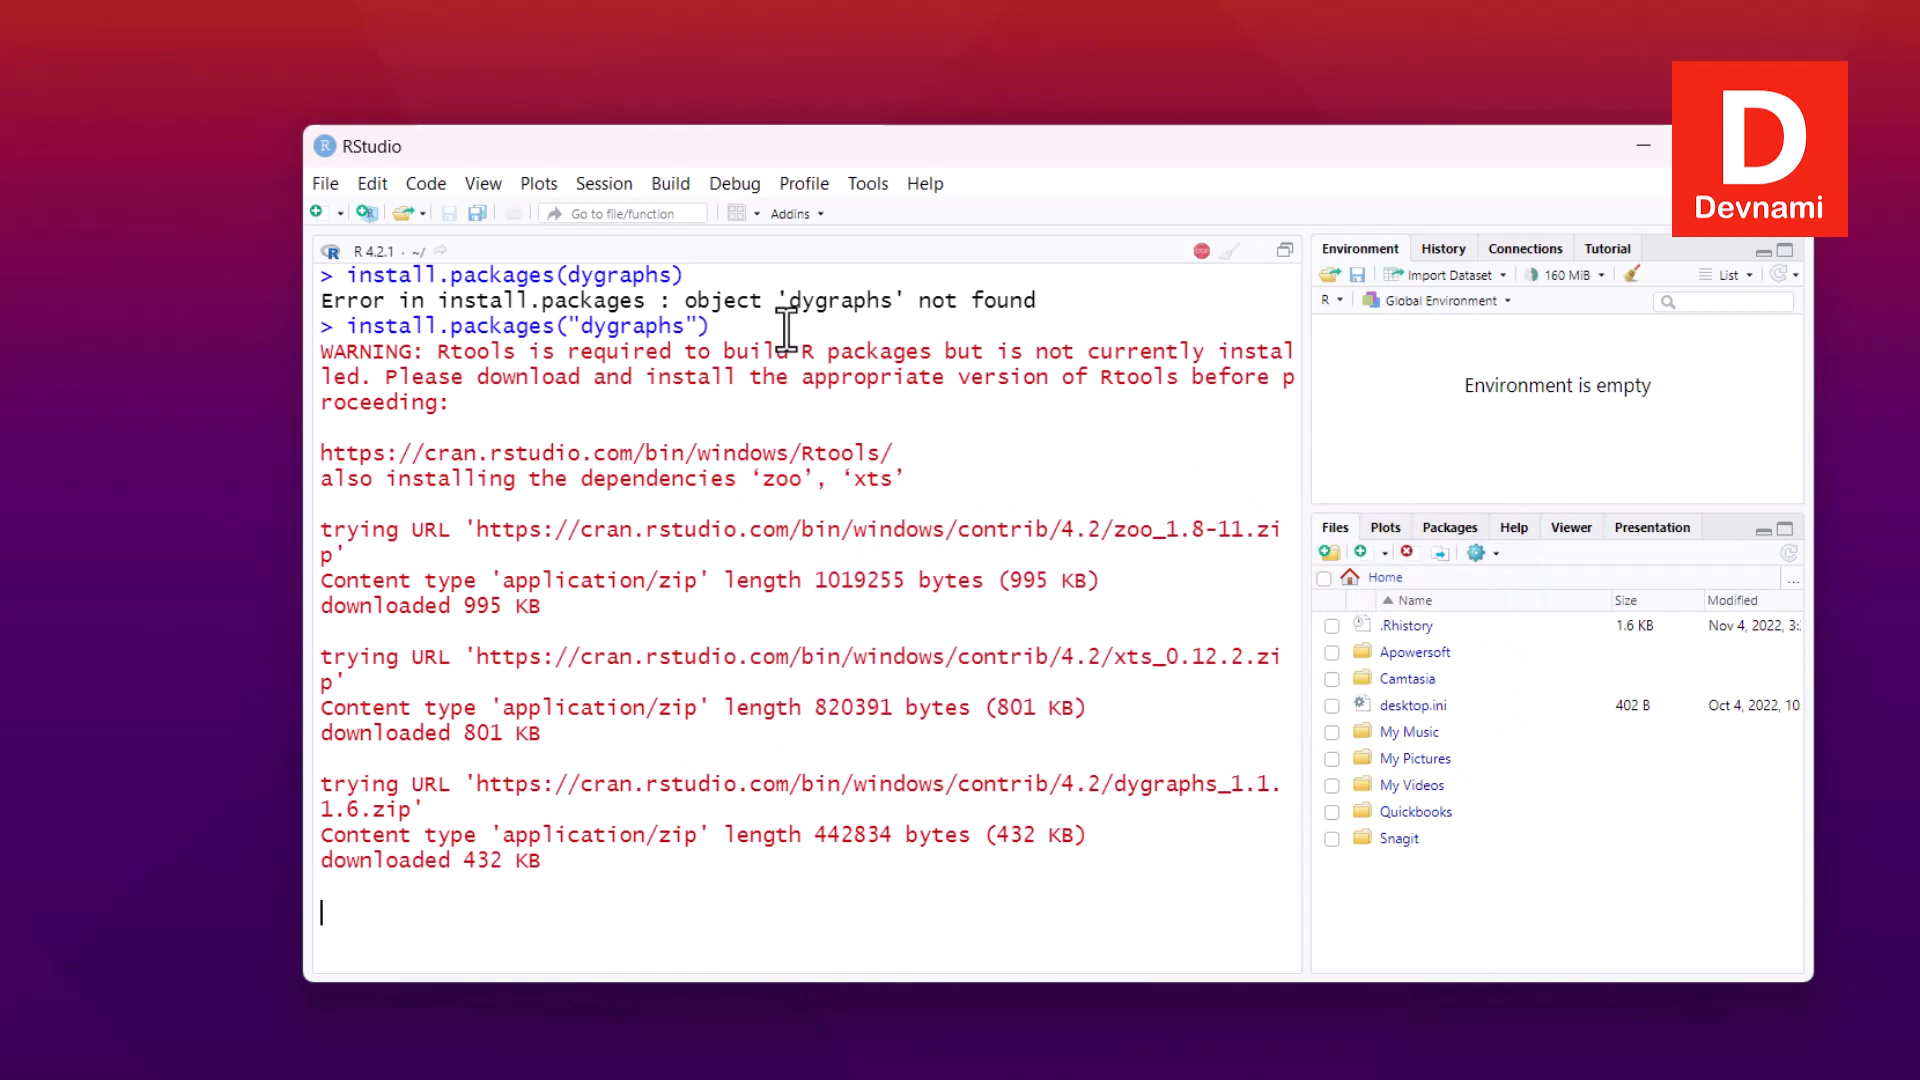 D
Devnami
RStudio
File Edit Code View Plots Session Build Debug Profile Tools Help
Go to file/function Addins
R 4.2.1 · ~/
> install.packages(dygraphs)
Error in install.packages : object 'dygraphs' not found
> install.packages("dygraphs")
WARNING: Rtools is required to build R packages but is not currently instal
led. Please download and install the appropriate version of Rtools before p
roceeding:
https://cran.rstudio.com/bin/windows/Rtools/
also installing the dependencies ‘zoo’, ‘xts’
trying URL 'https://cran.rstudio.com/bin/windows/contrib/4.2/zoo_1.8-11.zi
p'
Content type 'application/zip' length 1019255 bytes (995 KB)
downloaded 995 KB
trying URL 'https://cran.rstudio.com/bin/windows/contrib/4.2/xts_0.12.2.zi
p'
Content type 'application/zip' length 820391 bytes (801 KB)
downloaded 801 KB
trying URL 'https://cran.rstudio.com/bin/windows/contrib/4.2/dygraphs_1.1.
1.6.zip'
Content type 'application/zip' length 442834 bytes (432 KB)
downloaded 432 KB
Environment History Connections Tutorial
Import Dataset 160 MiB List
R Global Environment
Environment is empty
Files Plots Packages Help Viewer Presentation
Home ...
Name Size Modified
.Rhistory 1.6 KB Nov 4, 2022, 3:
Apowersoft
Camtasia
desktop.ini 402 B Oct 4, 2022, 10
My Music
My Pictures
My Videos
Quickbooks
Snagit